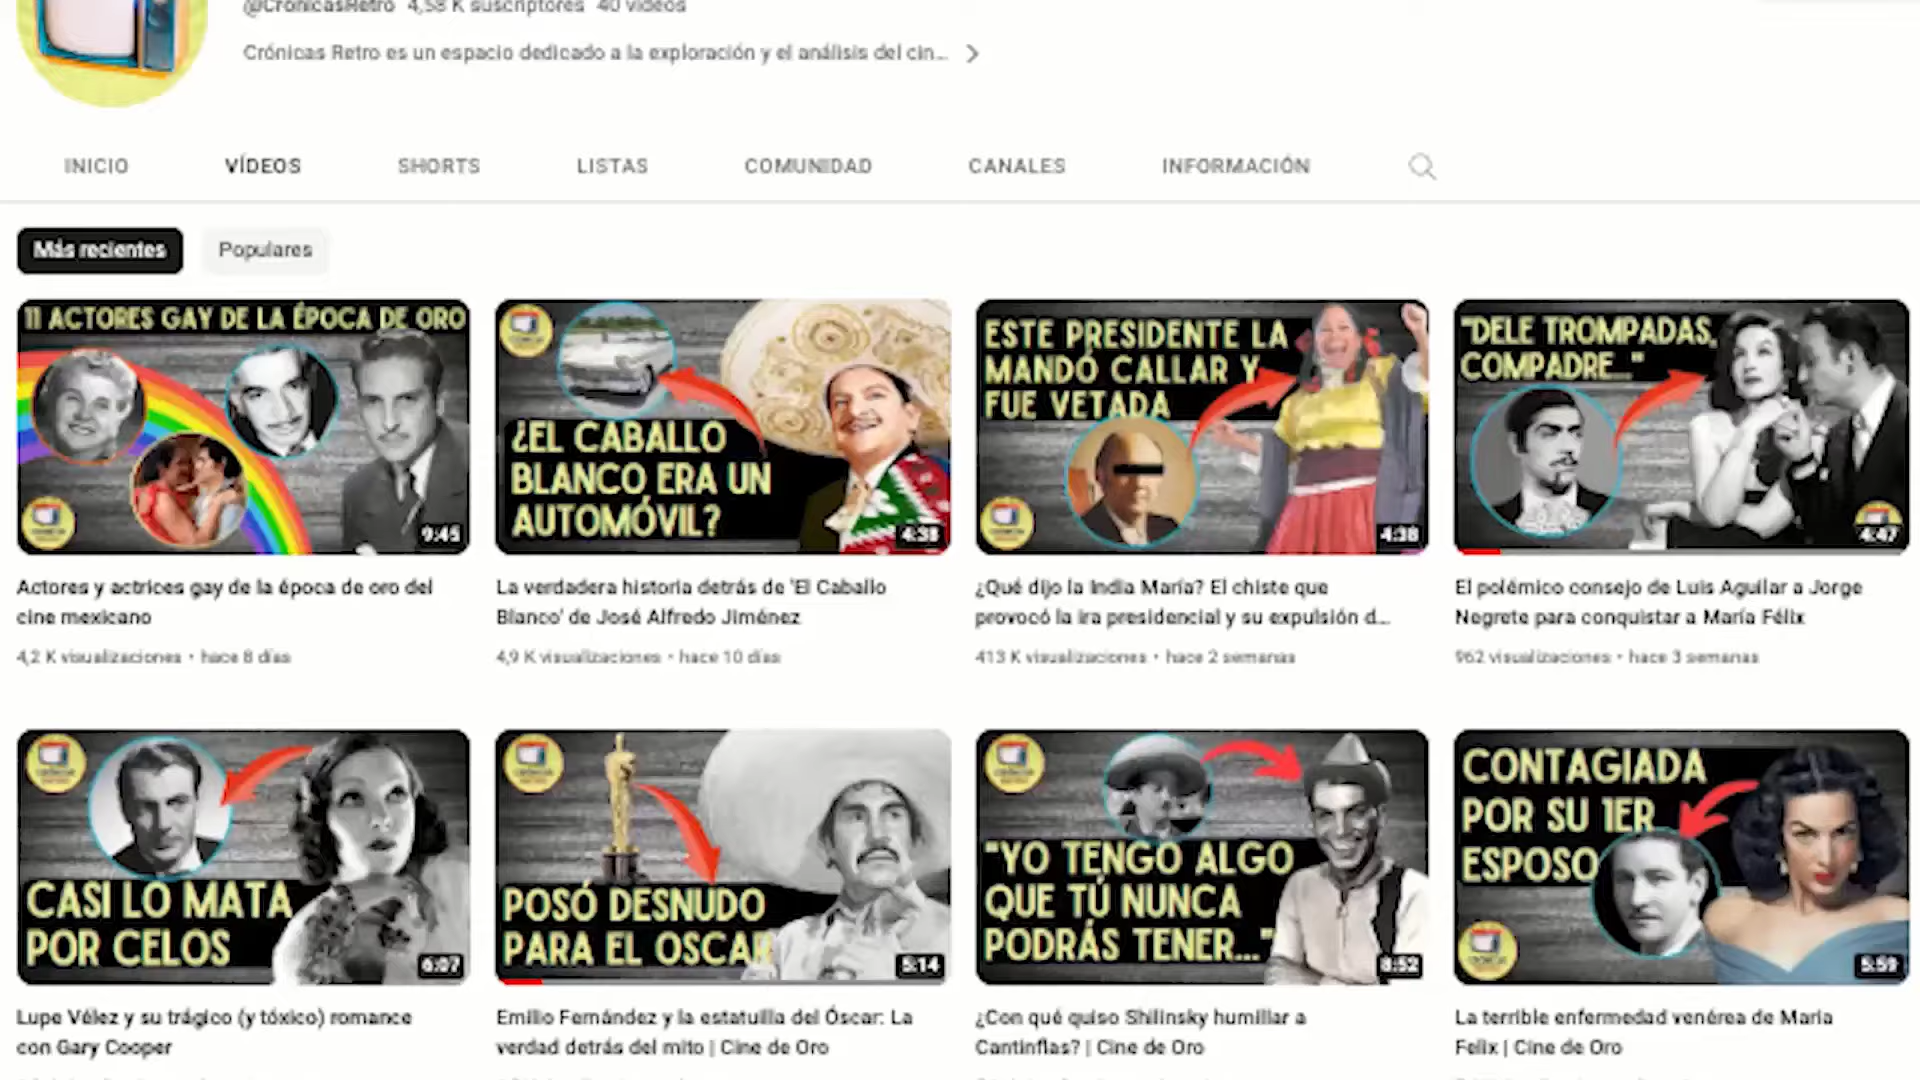 @CrónicasRetro 4,58 K suscriptores 40 vídeos
Crónicas Retro es un espacio dedicado a la exploración y el análisis del cin...
INICIO VÍDEOS SHORTS LISTAS COMUNIDAD CANALES INFORMACIÓN
Más recientes Populares
11 ACTORES GAY DE LA ÉPOCA DE ORO
9:45
¿EL CABALLO
BLANCO ERA UN
AUTOMÓVIL?
4:38
ESTE PRESIDENTE LA
MANDÓ CALLAR Y
FUE VETADA
4:38
"DELE TROMPADAS,
COMPADRE..."
4:47
Actores y actrices gay de la época de oro del
cine mexicano
4,2 K visualizaciones • hace 8 días
La verdadera historia detrás de 'El Caballo
Blanco' de José Alfredo Jiménez
4,9 K visualizaciones • hace 10 días
¿Qué dijo la India María? El chiste que
provocó la ira presidencial y su expulsión d...
413 K visualizaciones • hace 2 semanas
El polémico consejo de Luis Aguilar a Jorge
Negrete para conquistar a María Félix
962 visualizaciones • hace 3 semanas
CASI LO MATA
POR CELOS
6:07
POSÓ DESNUDO
PARA EL OSCAR
5:14
"YO TENGO ALGO
QUE TÚ NUNCA
PODRÁS TENER..."
8:52
CONTAGIADA
POR SU 1ER
ESPOSO
5:59
Lupe Vélez y su trágico (y tóxico) romance
con Gary Cooper
Emilio Fernández y la estatuilla del Óscar: La
verdad detrás del mito | Cine de Oro
¿Con qué quiso Shilinsky humillar a
Cantinflas? | Cine de Oro
La terrible enfermedad venérea de María
Felix | Cine de Oro